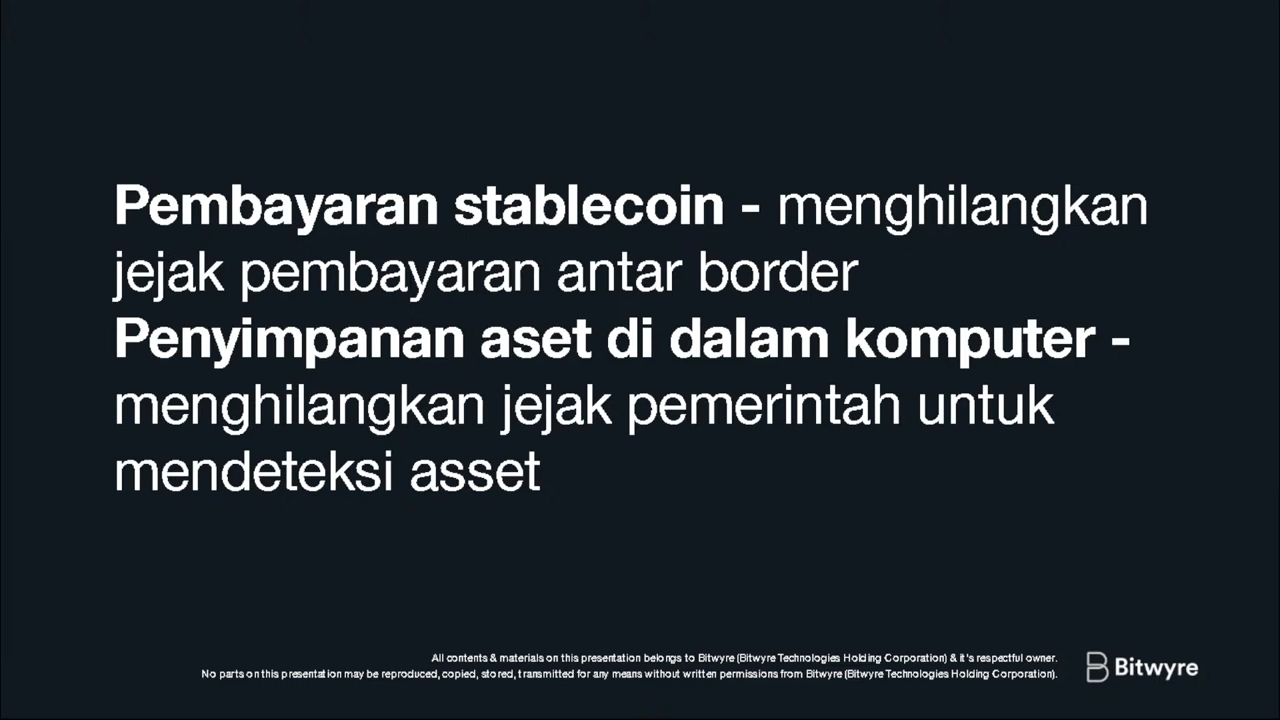 Pembayaran stablecoin - menghilangkan
jejak pembayaran antar border
Penyimpanan aset di dalam komputer -
menghilangkan jejak pemerintah untuk
mendeteksi asset
All contents & materials on this presentation belongs to Bitwyre (Bitwyre Technologies Holding Corporation) & it's respectful owner.
No parts on this presentation may be reproduced, copied, stored, transmitted for any means without written permissions from Bitwyre (Bitwyre Technologies Holding Corporation).
Bitwyre